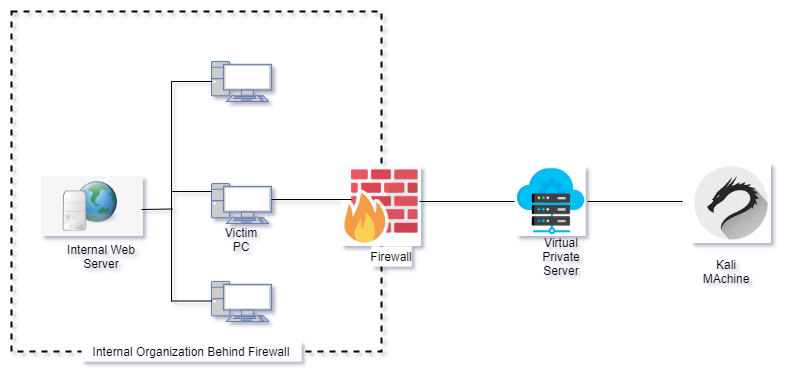 Internal Web
Server
Victim
PC
Firewall
Virtual
Private
Server
Kali
MAchine
Internal Organization Behind Firewall